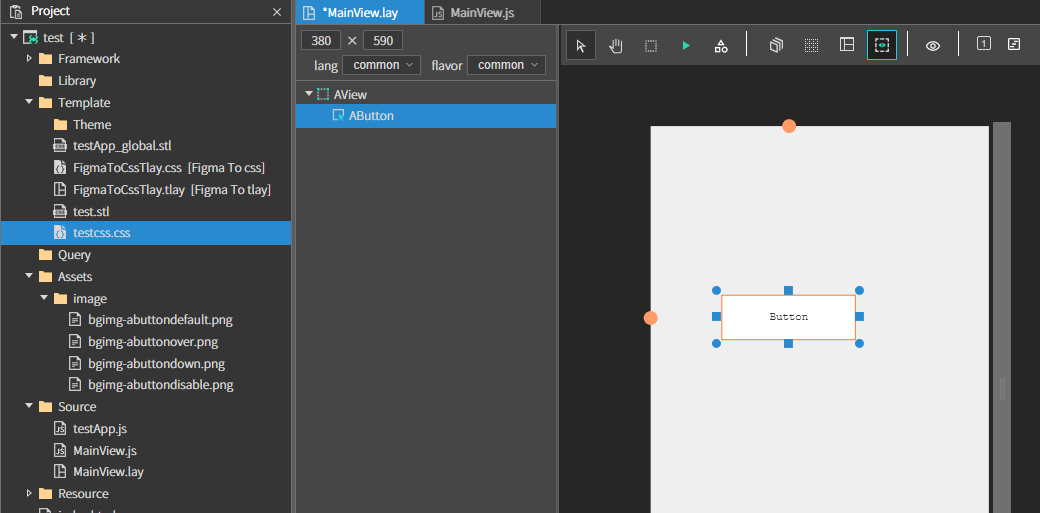 Project
test [ * ]
Framework
Library
Template
Theme
testApp_global.stl
FigmaToCssTlay.css [Figma To css]
FigmaToCssTlay.tlay [Figma To tlay]
test.stl
testcss.css
Query
Assets
image
bgimg-abuttondefault.png
bgimg-abuttonover.png
bgimg-abuttondown.png
bgimg-abuttondisable.png
Source
testApp.js
MainView.js
MainView.lay
Resource
*MainView.lay
MainView.js
380 × 590
lang common flavor common
AView
AButton
1
Button